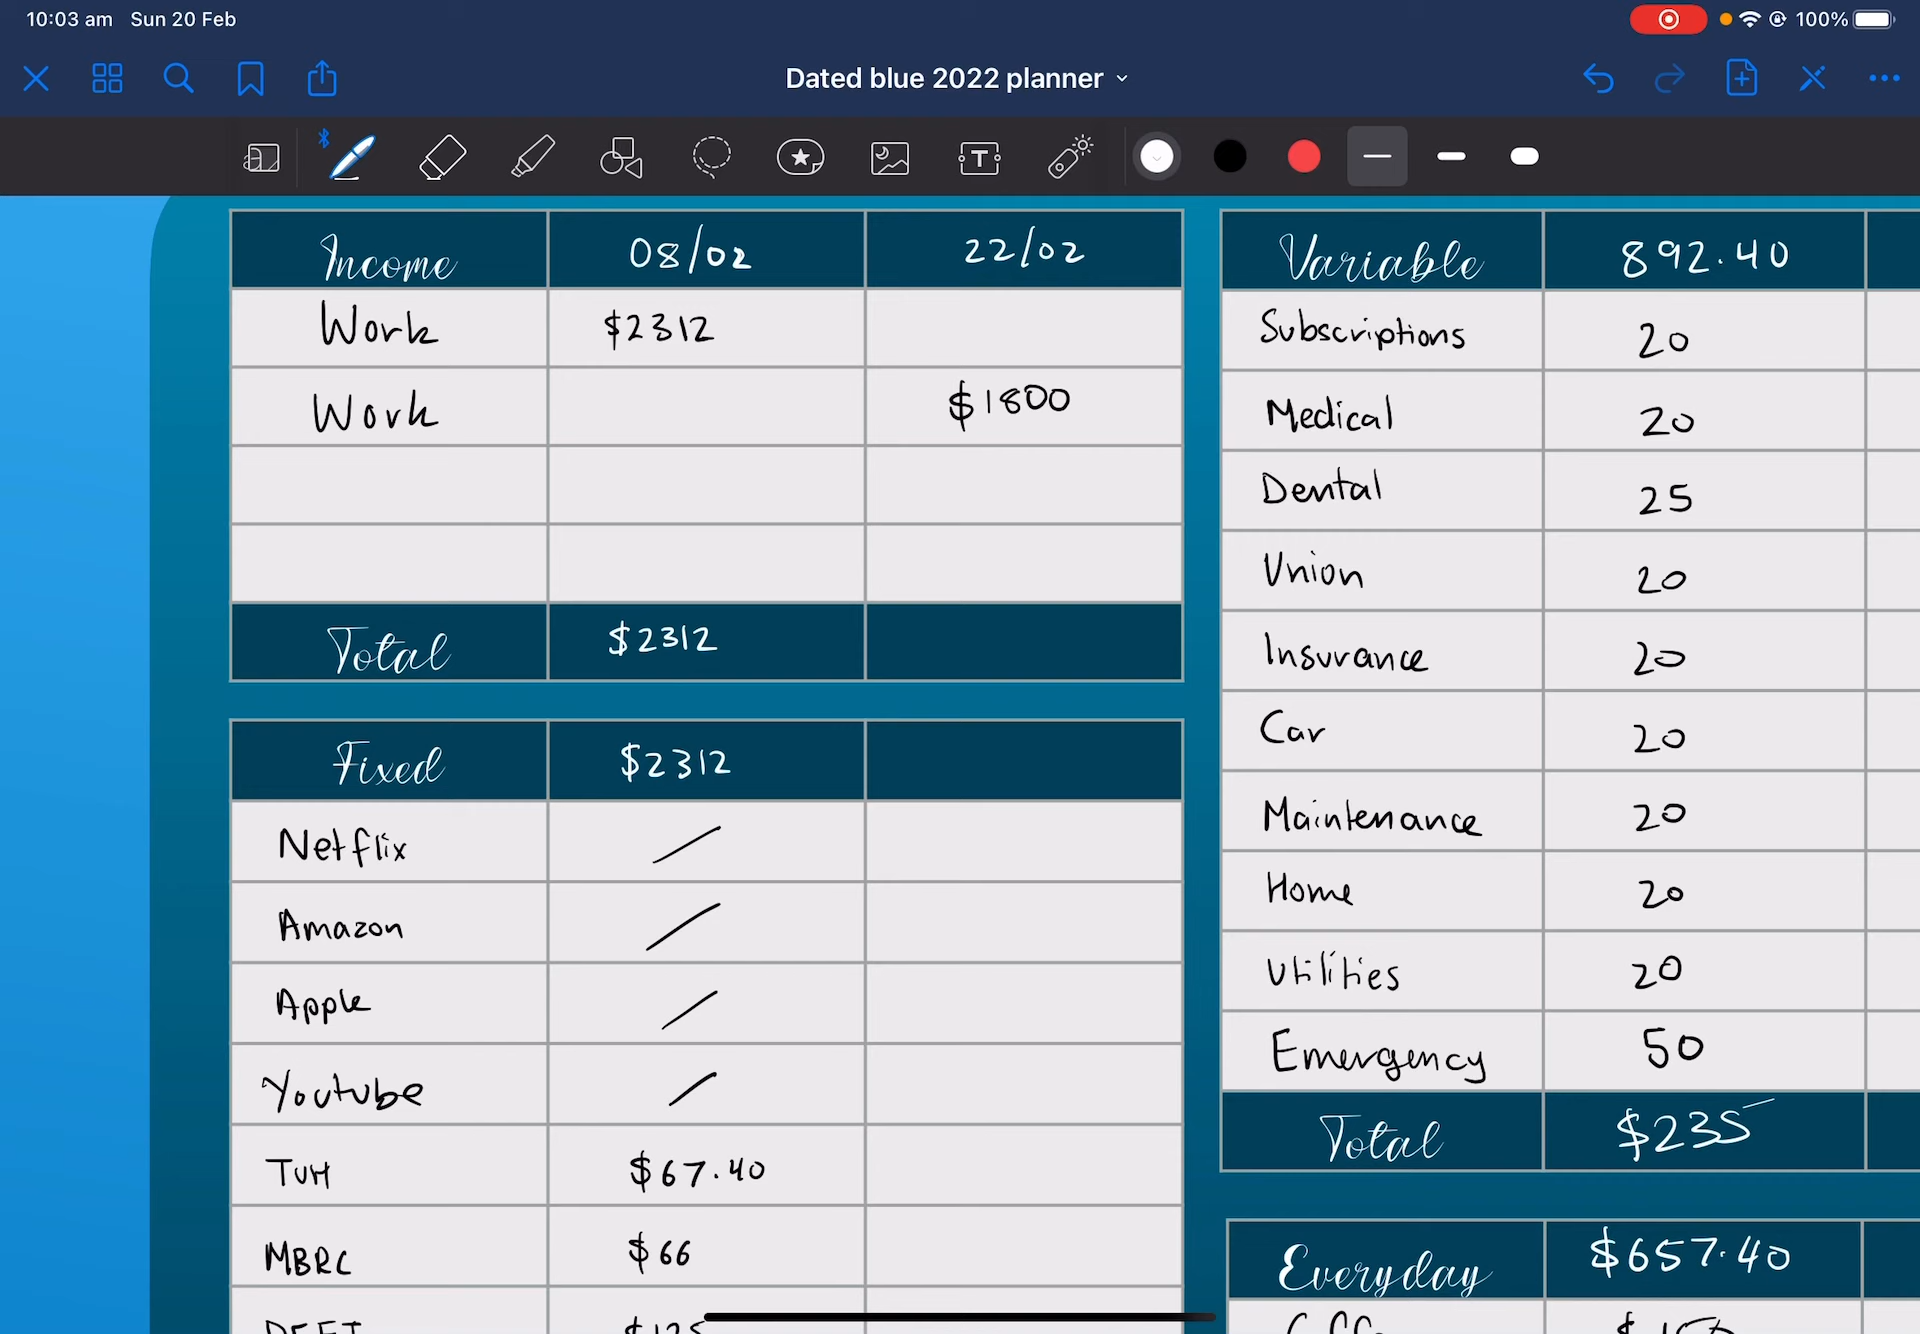 10:03 am Sun 20 Feb 100%
Dated blue 2022 planner
Income 08/02 22/02
Work $2312
Work $1800
Total $2312
Fixed $2312
Netflix
Amazon
Apple
Youtube
TUH $67.40
MBRC $66
Variable 892.40
Subscriptions 20
Medical 20
Dental 25
Union 20
Insurance 20
Car 20
Maintenance 20
Home 20
Utilities 20
Emergency 50
Total $235
Everyday $657.40